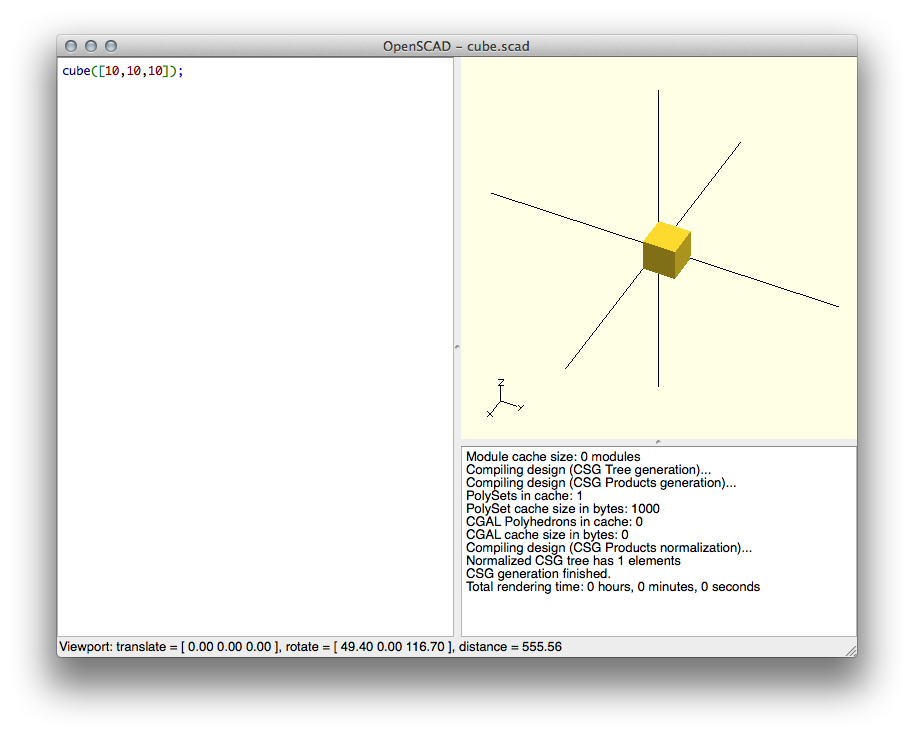 OpenSCAD – cube.scad
cube([10,10,10]);
Z
X
Y
Module cache size: 0 modules
Compiling design (CSG Tree generation)...
Compiling design (CSG Products generation)...
PolySets in cache: 1
PolySet cache size in bytes: 1000
CGAL Polyhedrons in cache: 0
CGAL cache size in bytes: 0
Compiling design (CSG Products normalization)...
Normalized CSG tree has 1 elements
CSG generation finished.
Total rendering time: 0 hours, 0 minutes, 0 seconds
Viewport: translate = [ 0.00 0.00 0.00 ], rotate = [ 49.40 0.00 116.70 ], distance = 555.56